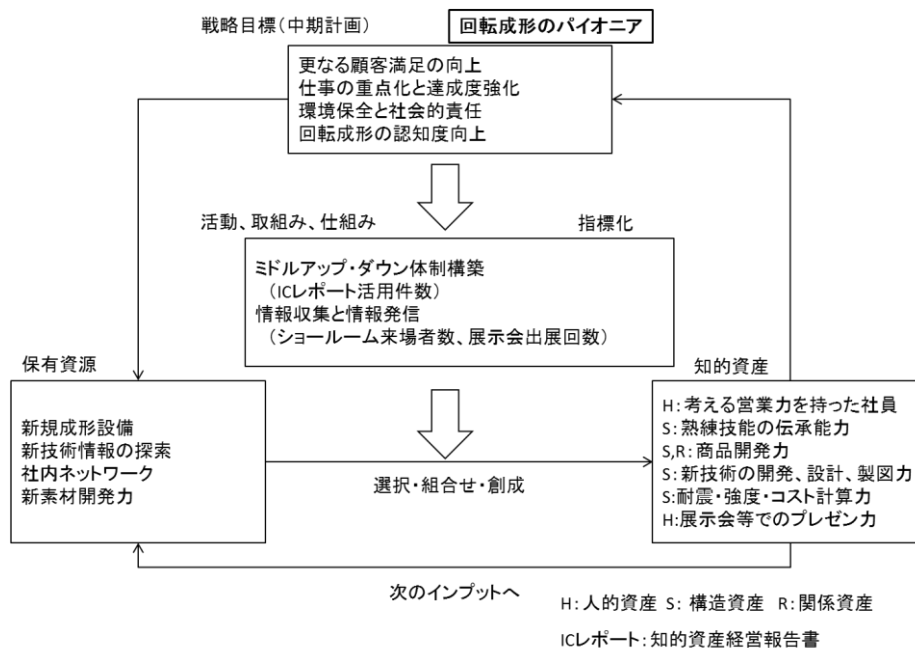 戦略目標(中期計画)
回転成形のパイオニア
更なる顧客満足の向上
仕事の重点化と達成度強化
環境保全と社会的責任
回転成形の認知度向上
活動、取組み、仕組み
指標化
ミドルアップ・ダウン体制構築
(ICレポート活用件数)
情報収集と情報発信
(ショールーム来場者数、展示会出展回数)
保有資源
新規成形設備
新技術情報の探索
社内ネットワーク
新素材開発力
選択・組合せ・創成
知的資産
H:考える営業力を持った社員
S:熟練技能の伝承能力
S,R:商品開発力
S:新技術の開発、設計、製図力
S:耐震・強度・コスト計算力
H:展示会等でのプレゼン力
次のインプットへ
H:人的資産 S:構造資産 R:関係資産
ICレポート:知的資産経営報告書